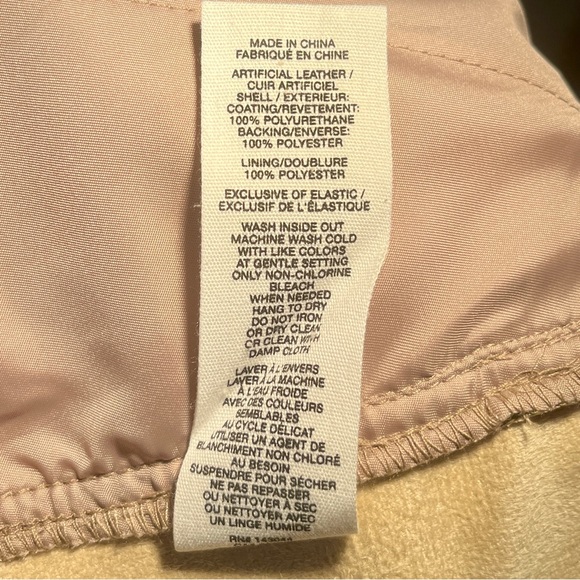 MADE IN CHINA
FABRIQUÉ EN CHINE
ARTIFICIAL LEATHER /
CUIR ARTIFICIEL
SHELL / EXTERIEUR:
COATING/REVETEMENT:
100% POLYURETHANE
BACKING/ENVERSE:
100% POLYESTER
LINING/DOUBLURE
100% POLYESTER
EXCLUSIVE OF ELASTIC /
EXCLUSIF DE L'ÉLASTIQUE
WASH INSIDE OUT
MACHINE WASH COLD
WITH LIKE COLORS
AT GENTLE SETTING
ONLY NON-CHLORINE
BLEACH
WHEN NEEDED
HANG TO DRY
DO NOT IRON
OR DRY CLEAN
OR CLEAN WITH
DAMP CLOTH
LAVER À L'ENVERS
LAVER À LA MACHINE
À L'EAU FROIDE
AVEC DES COULEURS
SEMBLABLES
AU CYCLE DÉLICAT
UTILISER UN AGENT DE
BLANCHIMENT NON CHLORÉ
AU BESOIN
SUSPENDRE POUR SÉCHER
NE PAS REPASSER
OU NETTOYER À SEC
OU NETTOYER AVEC
UN LINGE HUMIDE
RN#